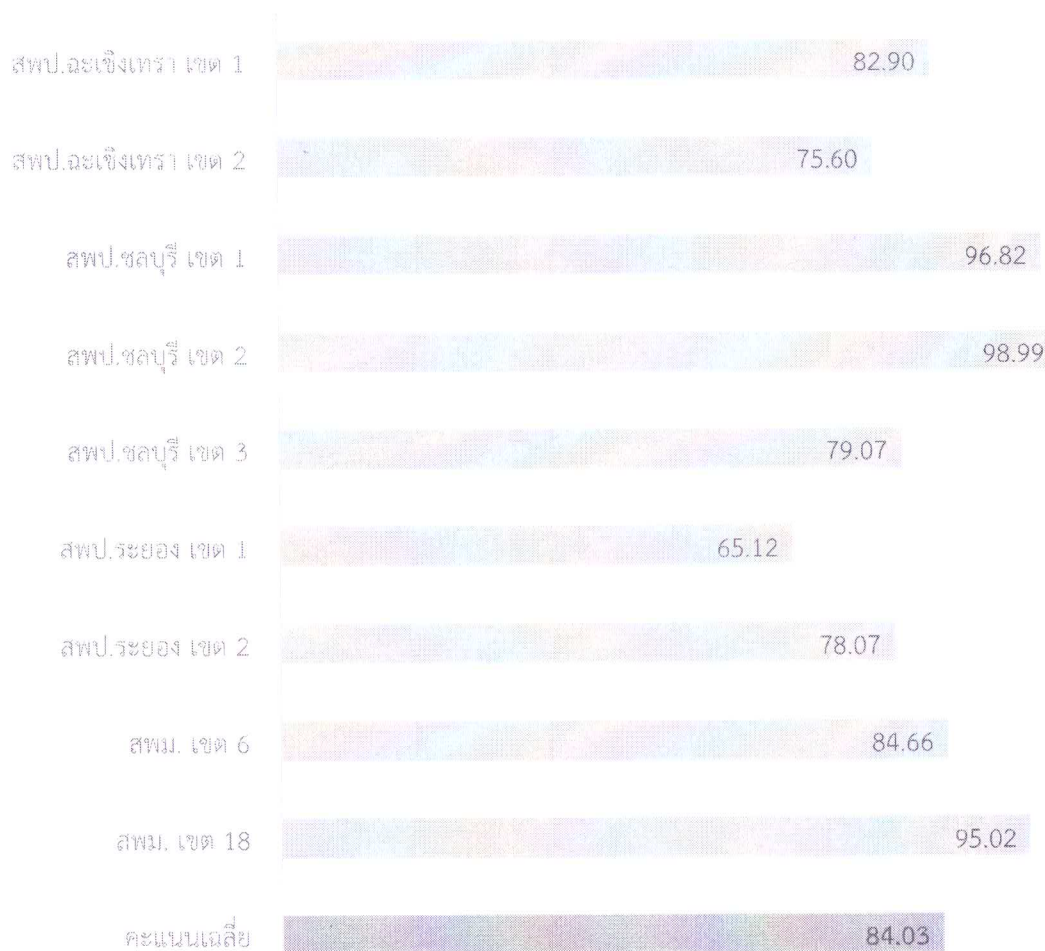 สพป.ฉะเชิงเทรา เขต 1 82.90
สพป.ฉะเชิงเทรา เขต 2 75.60
สพป.ชลบุรี เขต 1 96.82
สพป.ชลบุรี เขต 2 98.99
สพป.ชลบุรี เขต 3 79.07
สพป.ระยอง เขต 1 65.12
สพป.ระยอง เขต 2 78.07
สพม. เขต 6 84.66
สพม. เขต 18 95.02
คะแนนเฉลี่ย 84.03